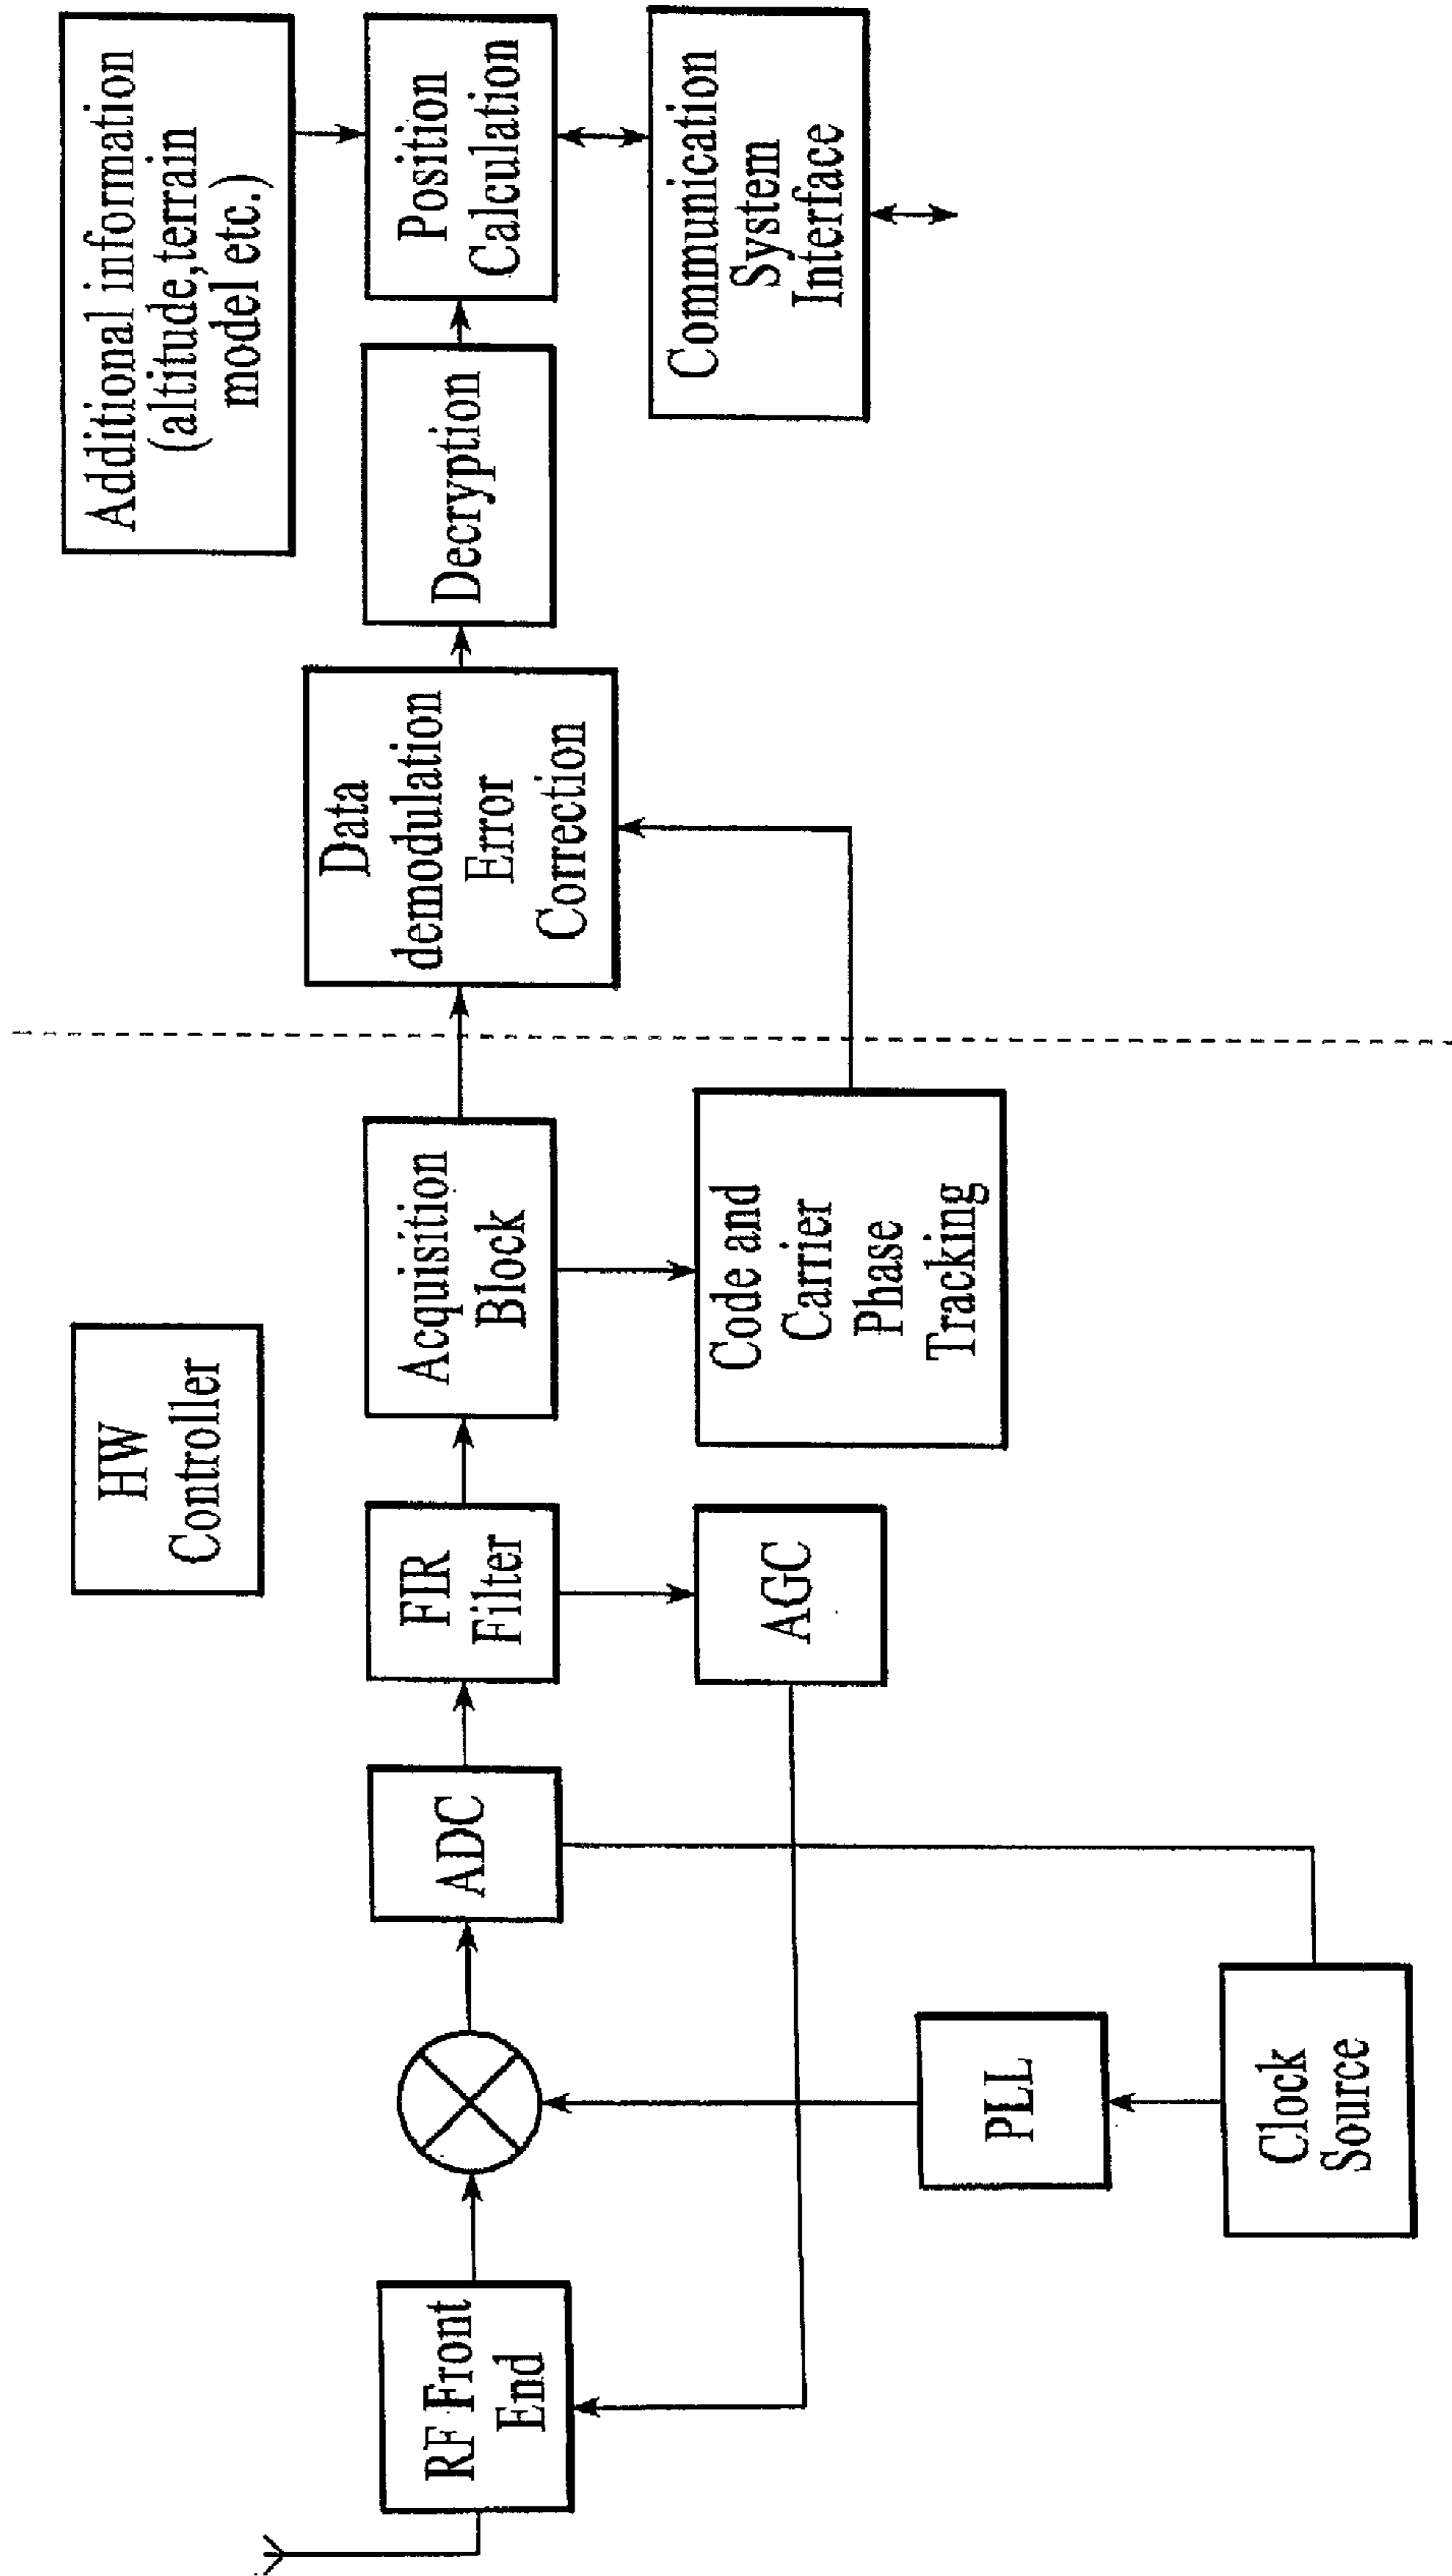 Additional information
(altitude,terrain
model etc.)
HW
Controller
RF Front
End
ADC
FIR
Filter
Acquisition
Block
Data
demodulation
Error
Correction
Decryption
Position
Calculation
AGC
Code and
Carrier
Phase
Tracking
Communication
System
Interface
PLL
Clock
Source